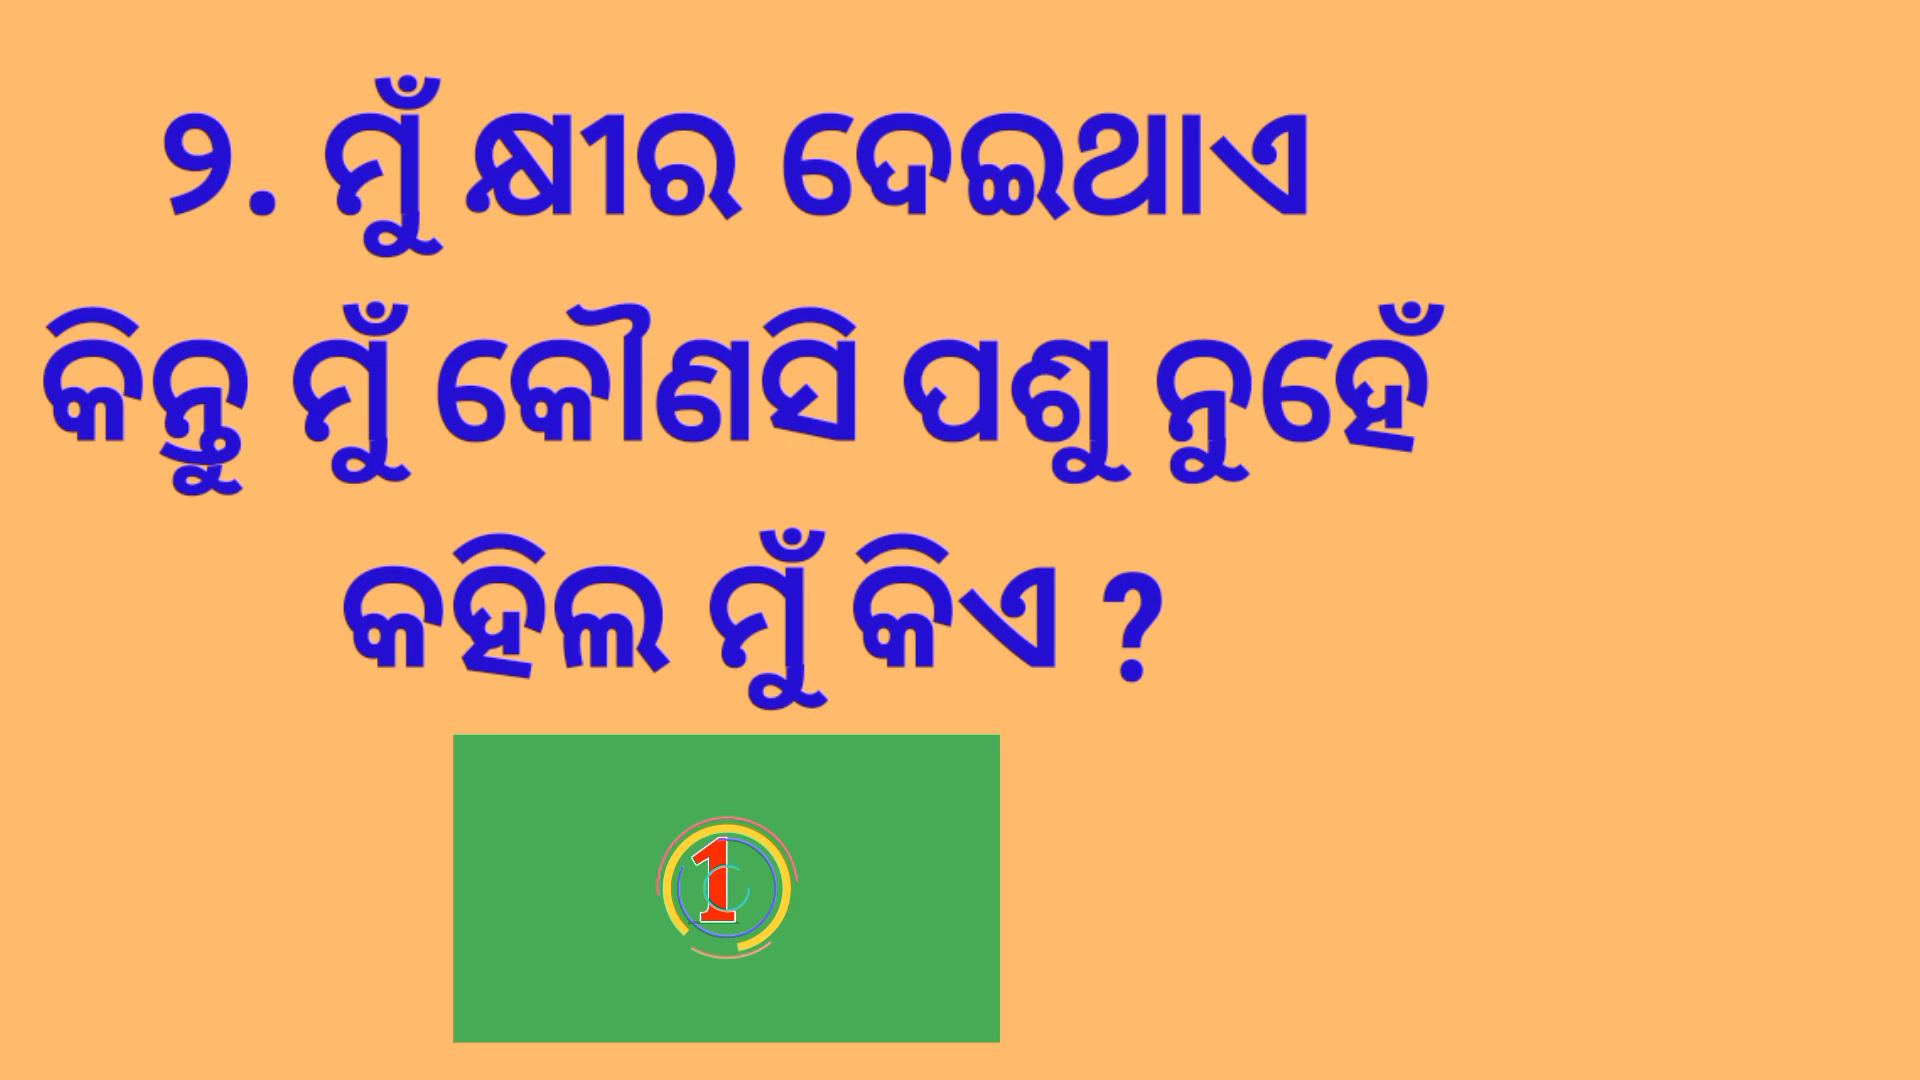 ୨. ମୁଁ କ୍ଷୀର ଦେଇଥାଏ
କିନ୍ତୁ ମୁଁ କୌଣସି ପଶୁ ନୁହେଁ
କହିଲ ମୁଁ କିଏ ?
1